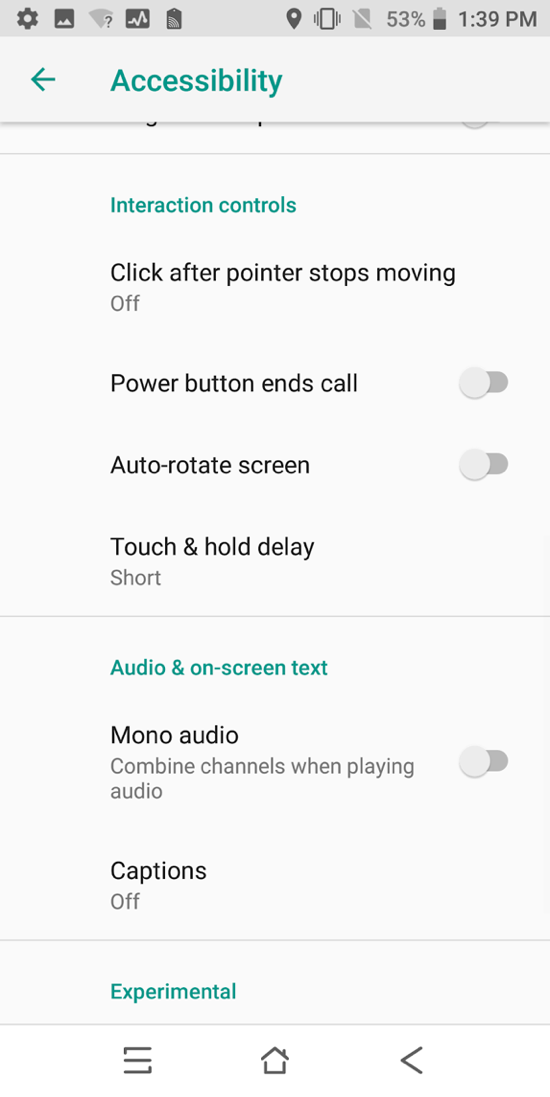 53% 1:39 PM
Accessibility
Interaction controls
Click after pointer stops moving
Off
Power button ends call
Auto-rotate screen
Touch & hold delay
Short
Audio & on-screen text
Mono audio
Combine channels when playing
audio
Captions
Off
Experimental